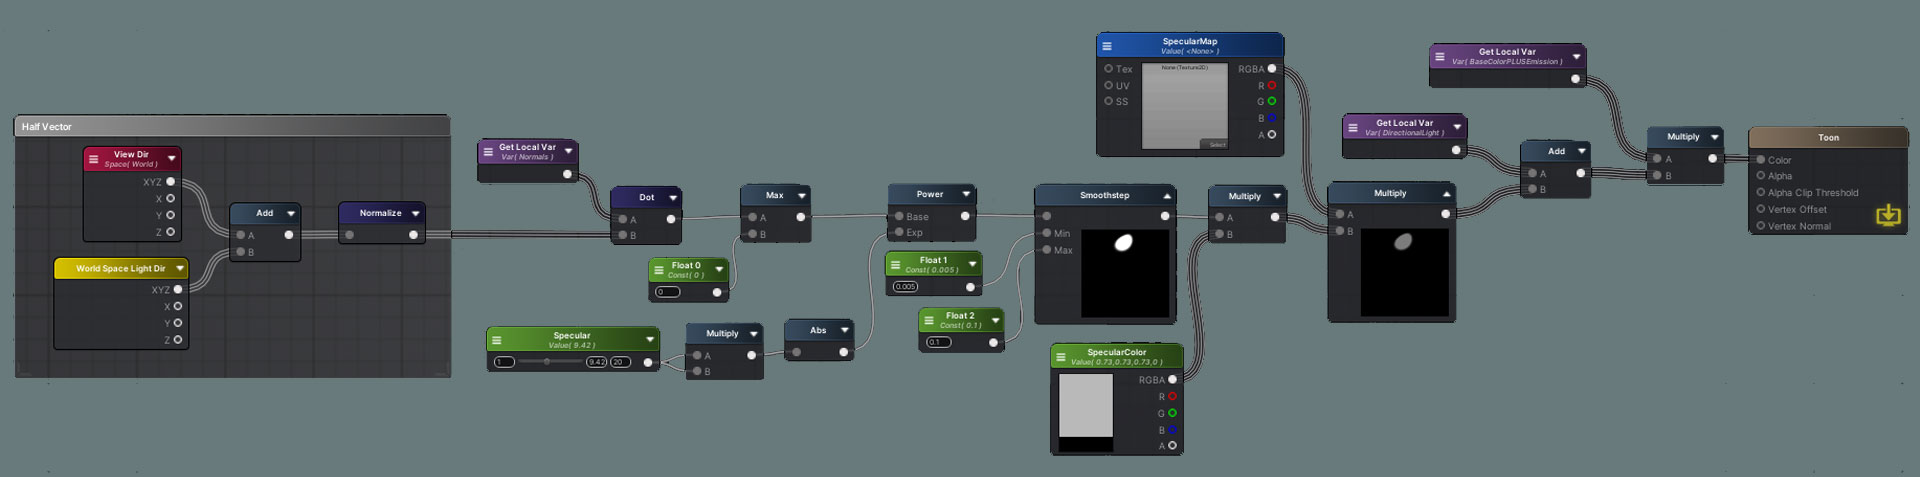 Half Vector
View Dir
Space( World )
XYZ
X
Y
Z
World Space Light Dir
XYZ
X
Y
Z
Add
A
B
Normalize
Get Local Var
Var( Normals )
Dot
A
B
Max
A
B
Float 0
Const( 0 )
0
Specular
Value( 9.42 )
1
9.42
20
Multiply
A
B
Abs
Power
Base
Exp
Float 1
Const( 0.005 )
0.005
Float 2
Const( 0.1 )
0.1
Smoothstep
Min
Max
SpecularColor
Value( 0.73,0.73,0.73,0 )
RGBA
R
G
B
A
SpecularMap
Value( <None> )
Tex
UV
SS
None (Texture2D)
Select
RGBA
R
G
B
A
Multiply
A
B
Multiply
A
B
Get Local Var
Var( DirectionalLight )
Get Local Var
Var( BaseColorPLUSEmission )
Add
A
B
Multiply
A
B
Toon
Color
Alpha
Alpha Clip Threshold
Vertex Offset
Vertex Normal